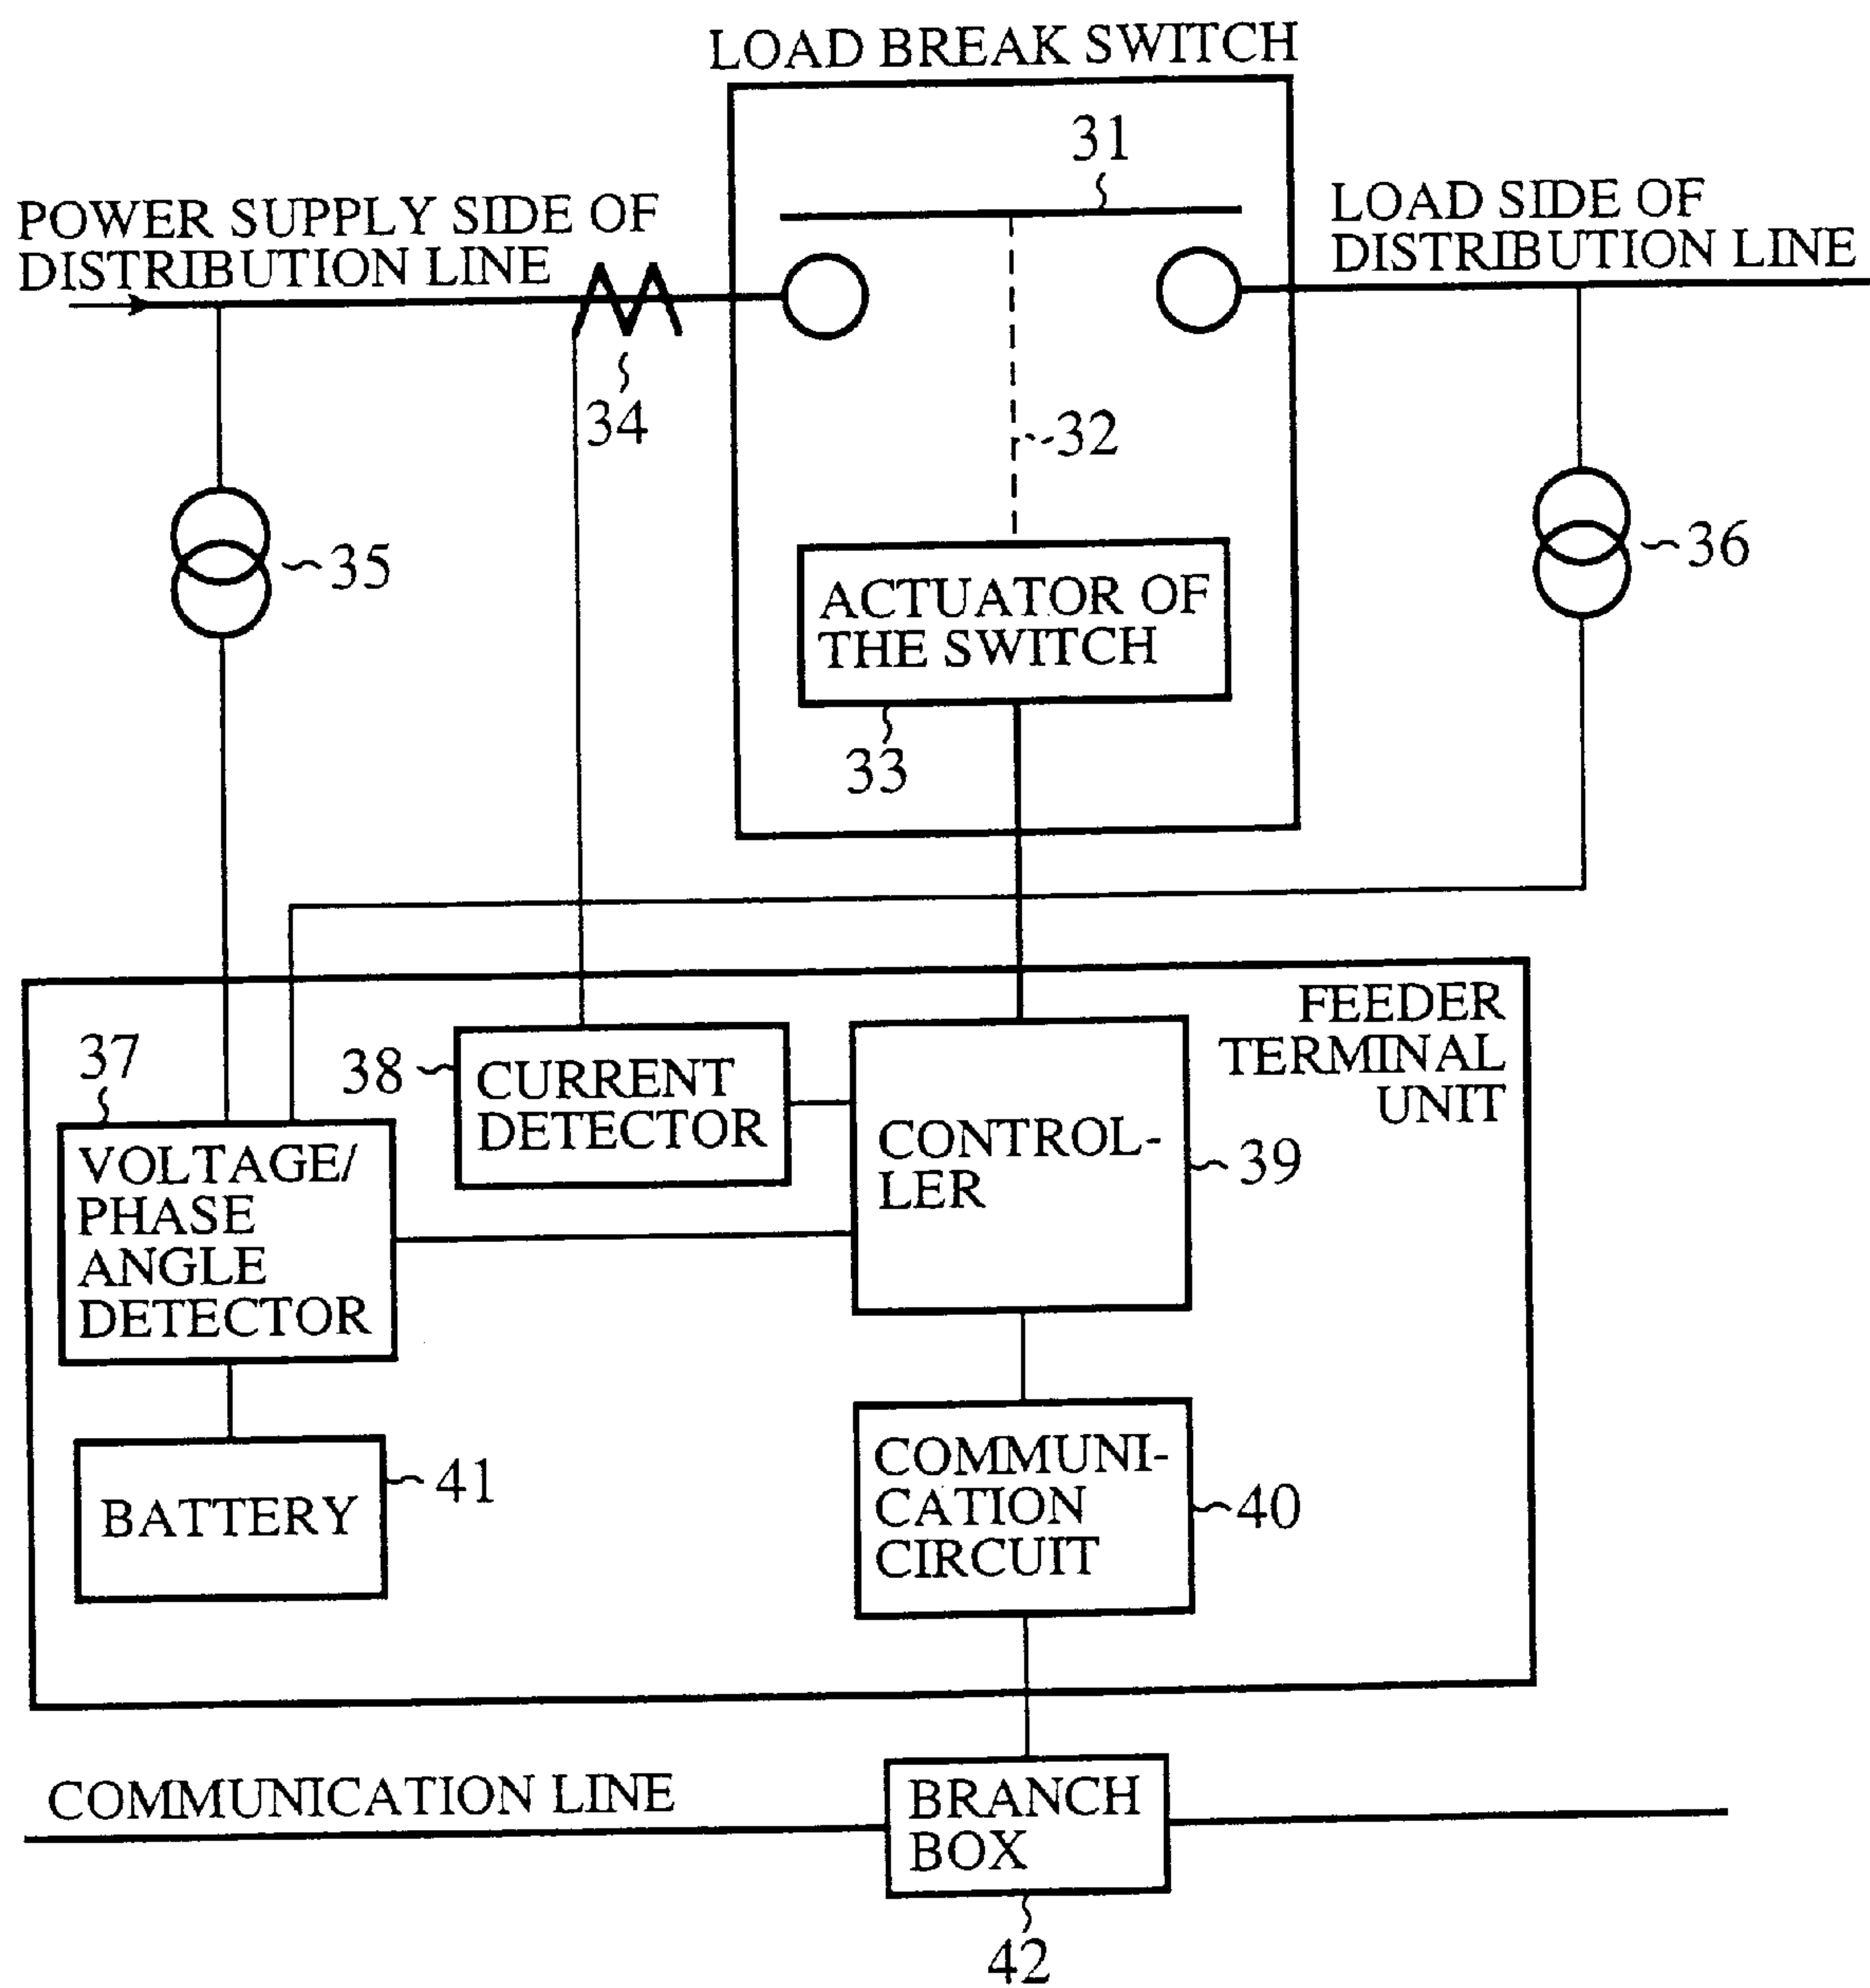 LOAD BREAK SWITCH
31
POWER SUPPLY SIDE OF
DISTRIBUTION LINE
LOAD SIDE OF
DISTRIBUTION LINE
34
32
35
36
ACTUATOR OF
THE SWITCH
33
FEEDER
TERMINAL
UNIT
37
38
CURRENT
DETECTOR
CONTROL-
LER
39
VOLTAGE/
PHASE
ANGLE
DETECTOR
BATTERY
41
COMMUNI-
CATION
CIRCUIT
40
COMMUNICATION LINE
BRANCH
BOX
42